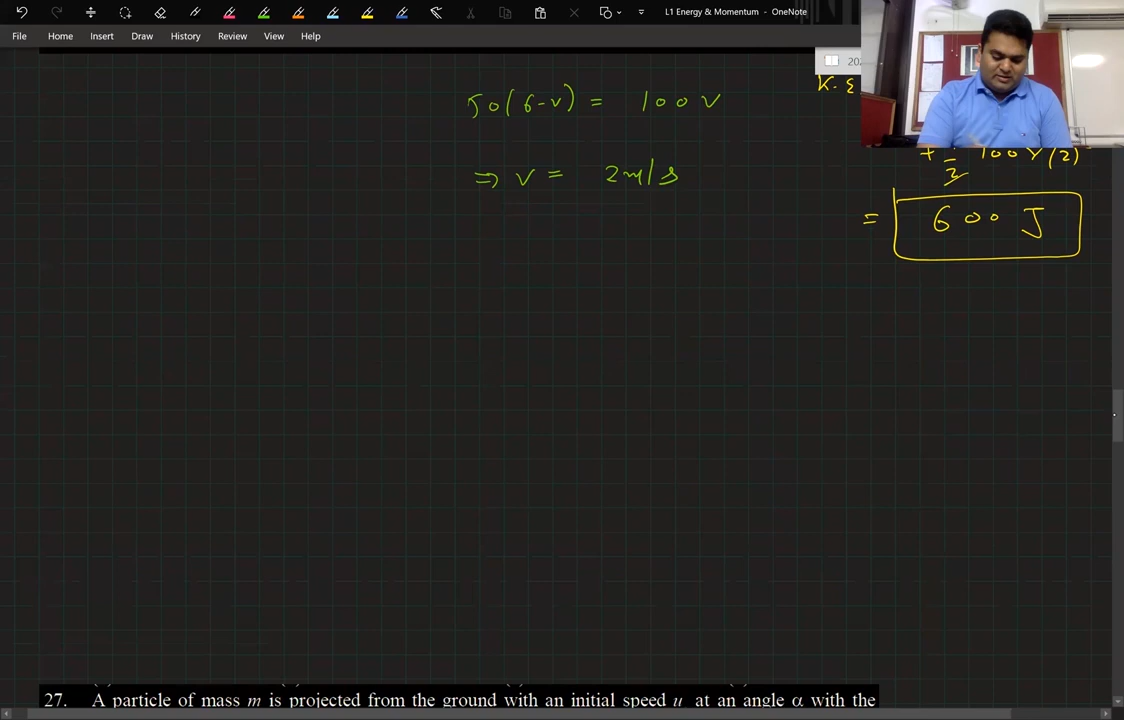 L1 Energy & Momentum - OneNote
File Home Insert Draw History Review View Help
50(6-v) = 100v
⇒ v = 2m/s
K.E
= 600 J
27. A particle of mass m is projected from the ground with an initial speed u at an angle α with the